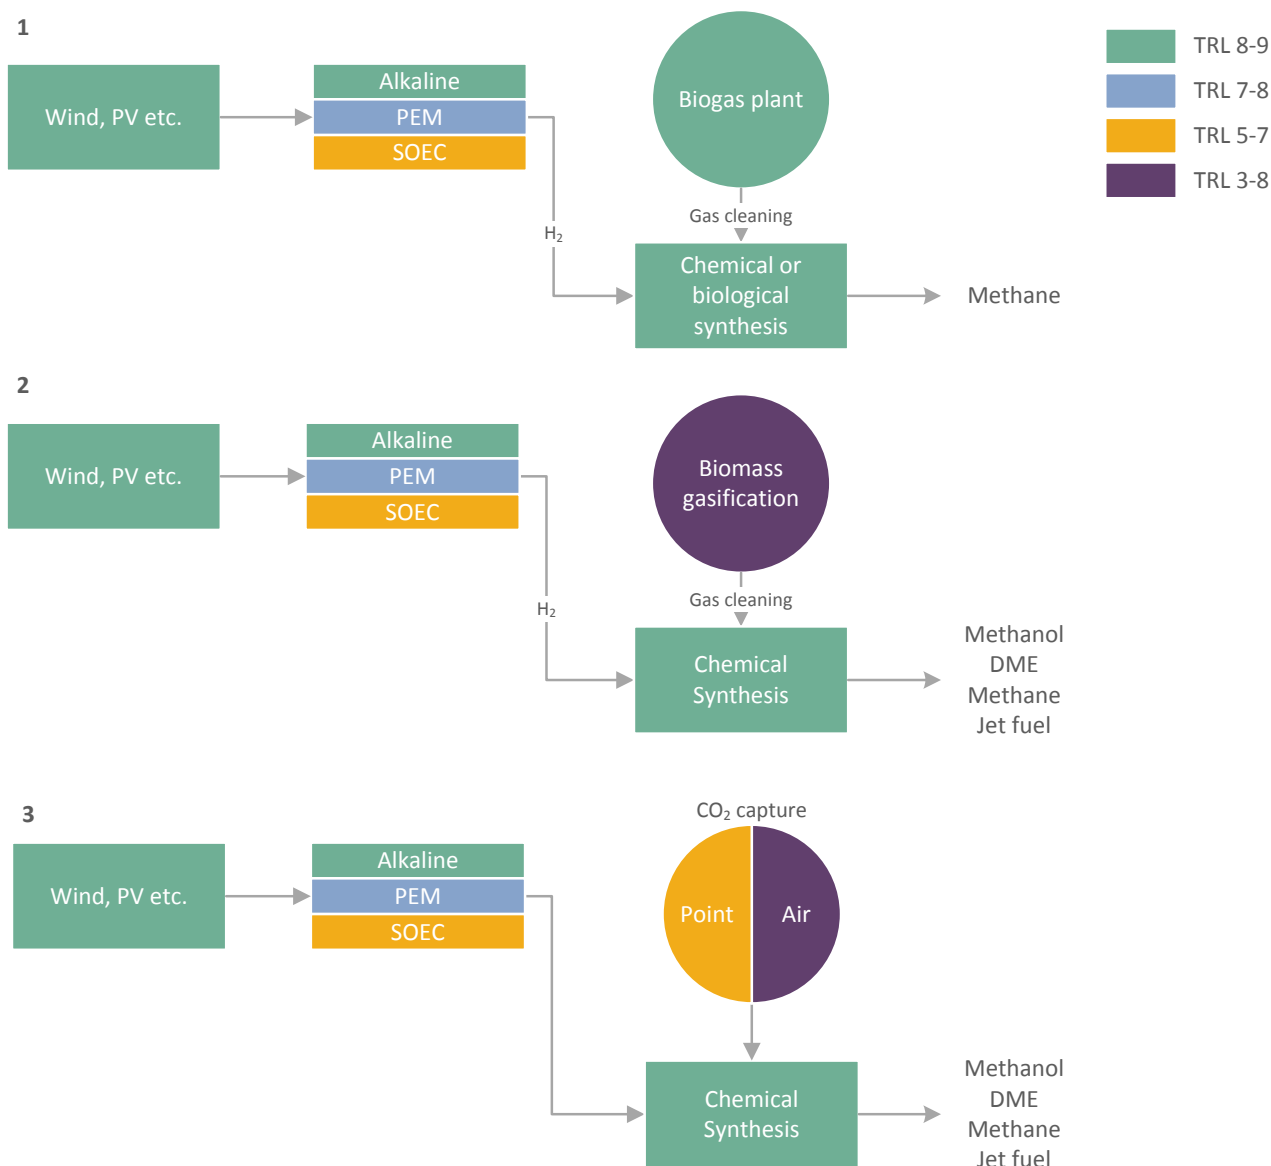 1
TRL 8-9
TRL 7-8
TRL 5-7
TRL 3-8
Wind, PV etc.
Alkaline
PEM
SOEC
H₂
Biogas plant
Gas cleaning
Chemical or
biological
synthesis
Methane
2
Wind, PV etc.
Alkaline
PEM
SOEC
H₂
Biomass
gasification
Gas cleaning
Chemical
Synthesis
Methanol
DME
Methane
Jet fuel
3
Wind, PV etc.
Alkaline
PEM
SOEC
CO₂ capture
Point
Air
Chemical
Synthesis
Methanol
DME
Methane
Jet fuel